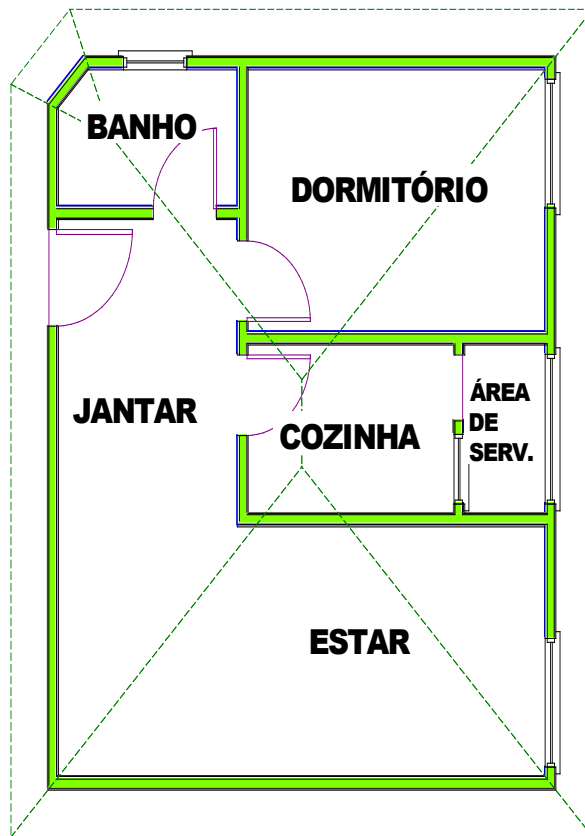 BANHO
DORMITÓRIO
JANTAR
COZINHA
ÁREA
DE
SERV.
ESTAR